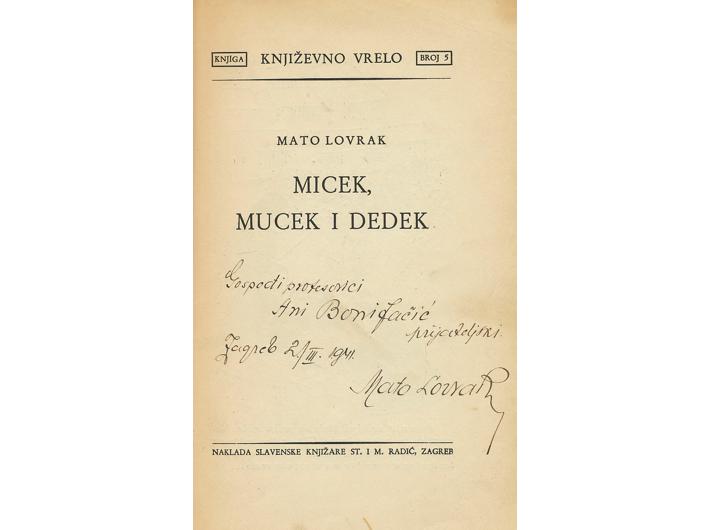 KNJIGA KNJIŽEVNO VRELO BROJ 5
MATO LOVRAK
MICEK,
MUCEK I DEDEK
Gospođi profesorici
Ani Bonifačić
prijateljski.
Zagreb 2./III. 1941.
Mato Lovrak
NAKLADA SLAVENSKE KNJIŽARE ST. I M. RADIĆ, ZAGREB